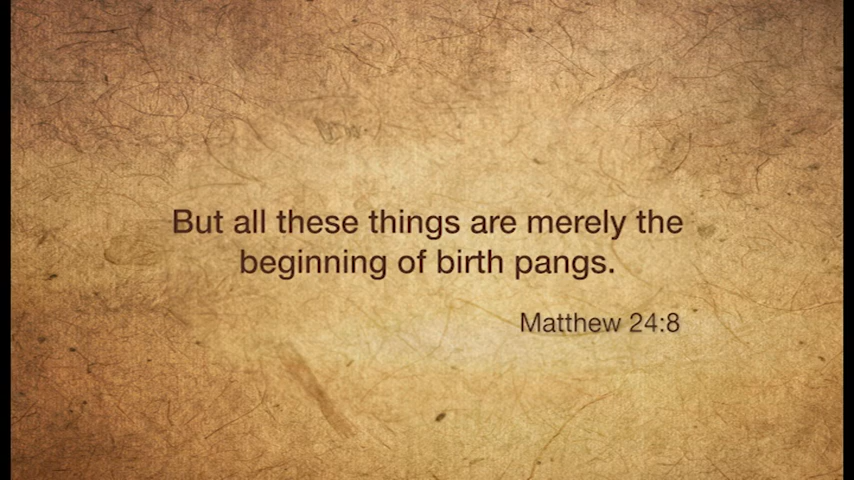 But all these things are merely the
beginning of birth pangs.
Matthew 24:8